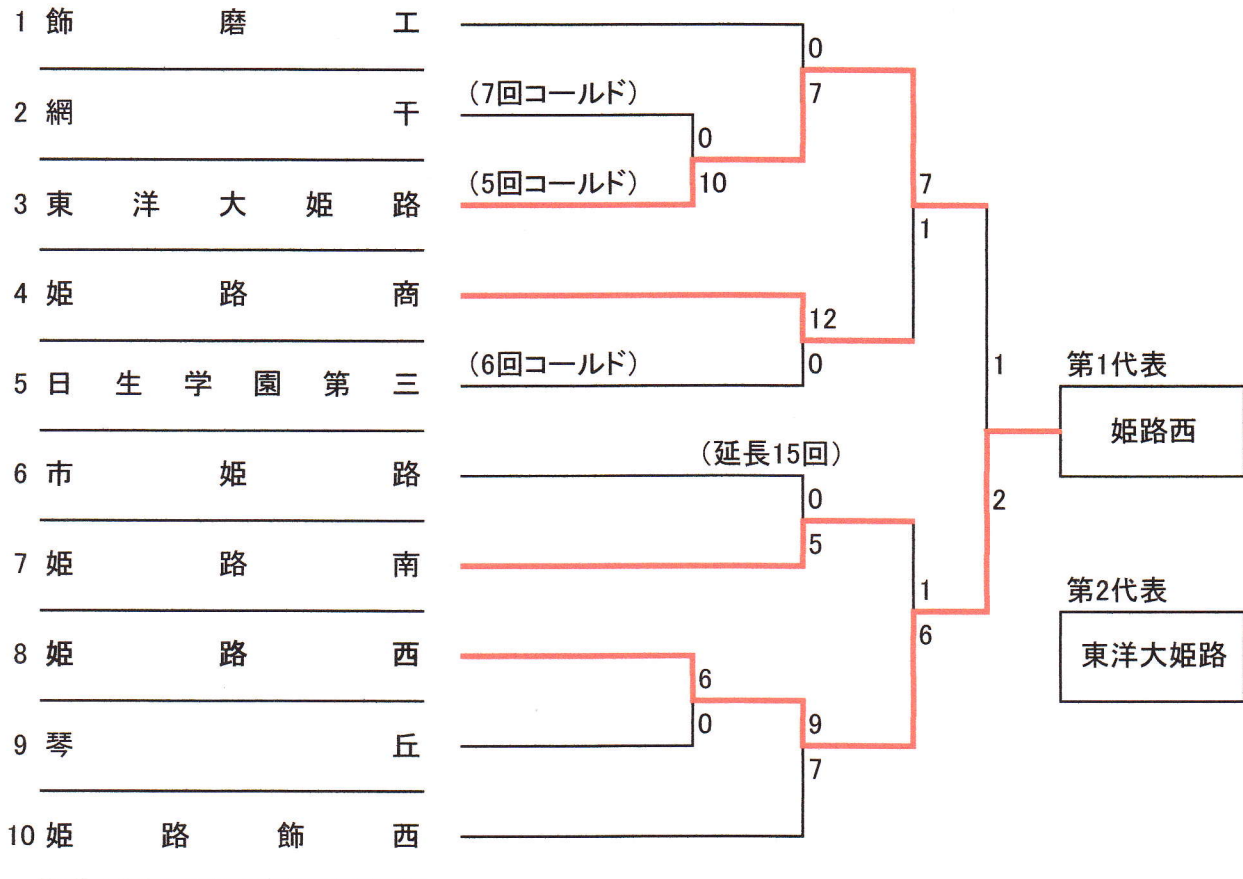 1 飾磨工
0
(7回コールド)
7
2 網干
0
(5回コールド)
10
7
3 東洋大姫路
1
4 姫路商
12
(6回コールド)
0
1
第1代表
5 日生学園第三
姫路西
(延長15回)
6 市姫路
0
2
5
7 姫路南
1
第2代表
6
8 姫路西
東洋大姫路
6
0
9
9 琴丘
7
10 姫路飾西